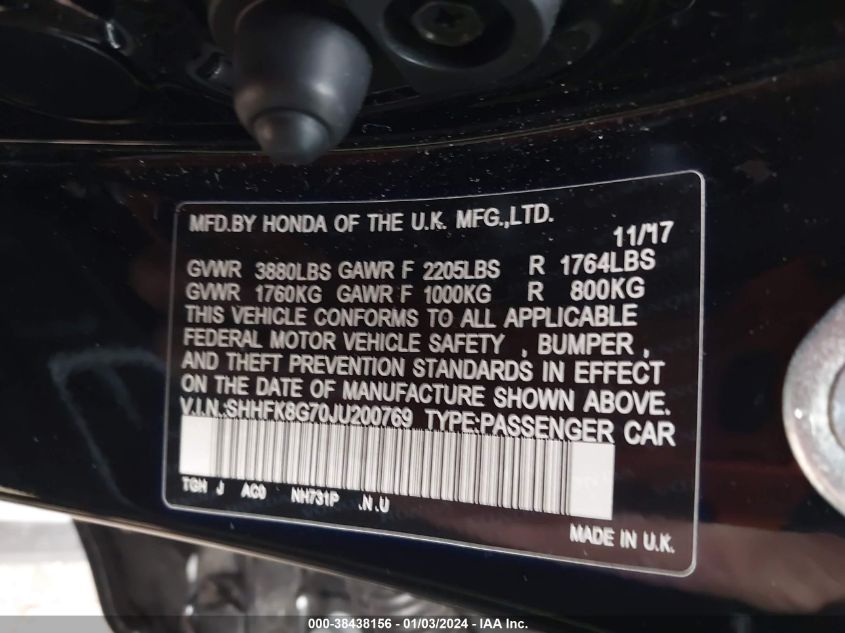 MFD.BY HONDA OF THE U.K. MFG.,LTD.
11/17
GVWR 3880LBS GAWR F 2205LBS R 1764LBS
GVWR 1760KG GAWR F 1000KG R 800KG
THIS VEHICLE CONFORMS TO ALL APPLICABLE
FEDERAL MOTOR VEHICLE SAFETY , BUMPER ,
AND THEFT PREVENTION STANDARDS IN EFFECT
ON THE DATE OF MANUFACTURE SHOWN ABOVE.
V.I.N.:SHHFK8G70JU200769 TYPE:PASSENGER CAR
TGH J AC0 NH731P .N .U
MADE IN U.K.
000-38438156 - 01/03/2024 - IAA Inc.